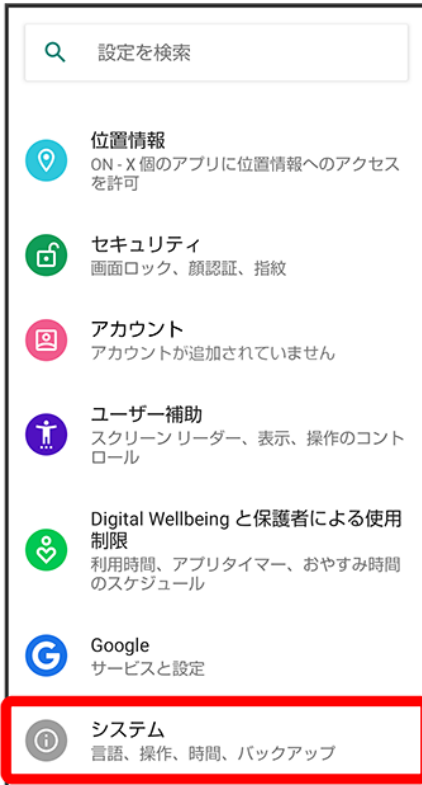 設定を検索
位置情報
ON - X 個のアプリに位置情報へのアクセス
を許可
セキュリティ
画面ロック、顔認証、指紋
アカウント
アカウントが追加されていません
ユーザー補助
スクリーン リーダー、表示、操作のコント
ロール
Digital Wellbeing と保護者による使用
制限
利用時間、アプリタイマー、おやすみ時間
のスケジュール
Google
サービスと設定
システム
言語、操作、時間、バックアップ